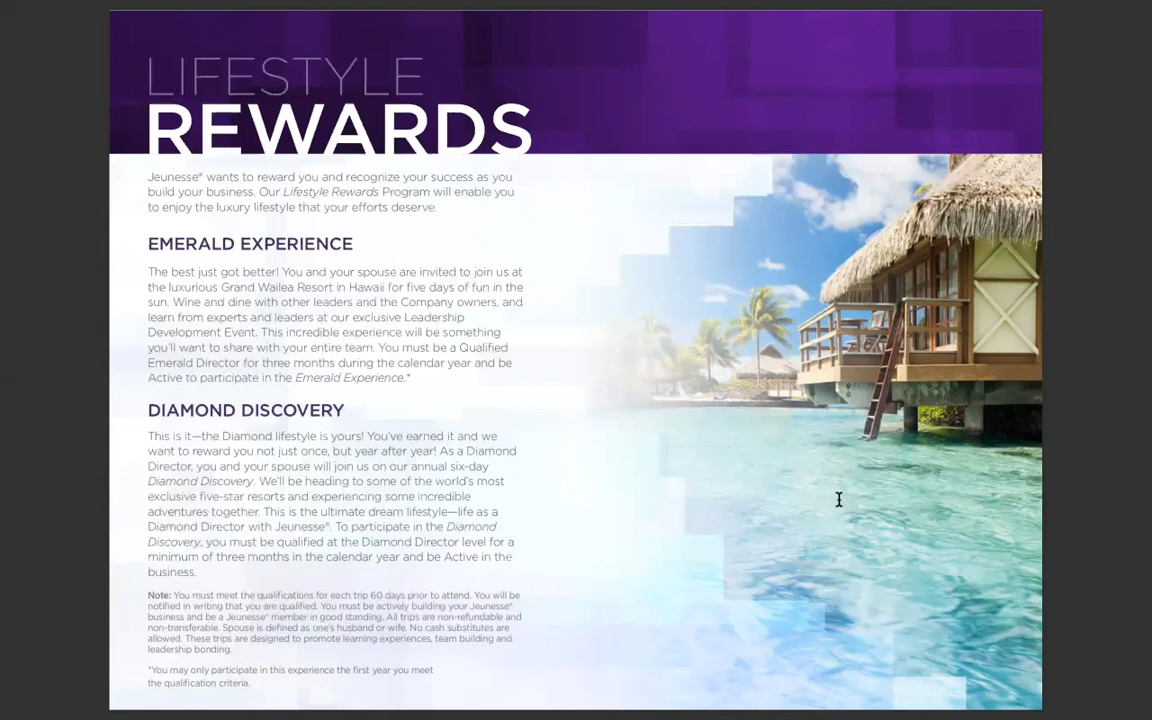 LIFESTYLE
REWARDS
Jeunesse® wants to reward you and recognize your success as you
build your business. Our Lifestyle Rewards Program will enable you
to enjoy the luxury lifestyle that your efforts deserve.
EMERALD EXPERIENCE
The best just got better! You and your spouse are invited to join us at
the luxurious Grand Wailea Resort in Hawaii for five days of fun in the
sun. Wine and dine with other leaders and the Company owners, and
learn from experts and leaders at our exclusive Leadership
Development Event. This incredible experience will be something
you'll want to share with your entire team. You must be a Qualified
Emerald Director for three months during the calendar year and be
Active to participate in the Emerald Experience.*
DIAMOND DISCOVERY
This is it—the Diamond lifestyle is yours! You've earned it and we
want to reward you not just once, but year after year! As a Diamond
Director, you and your spouse will join us on our annual six-day
Diamond Discovery. We'll be heading to some of the world's most
exclusive five-star resorts and experiencing some incredible
adventures together. This is the ultimate dream lifestyle—life as a
Diamond Director with Jeunesse®. To participate in the Diamond
Discovery, you must be qualified at the Diamond Director level for a
minimum of three months in the calendar year and be Active in the
business.
Note: You must meet the qualifications for each trip 60 days prior to attend. You will be
notified in writing that you are qualified. You must be actively building your Jeunesse®
business and be a Jeunesse® member in good standing. All trips are non-refundable and
non-transferable. Spouse is defined as one's husband or wife. No cash substitutes are
allowed. These trips are designed to promote learning experiences, team building and
leadership bonding.
*You may only participate in this experience the first year you meet
the qualification criteria.